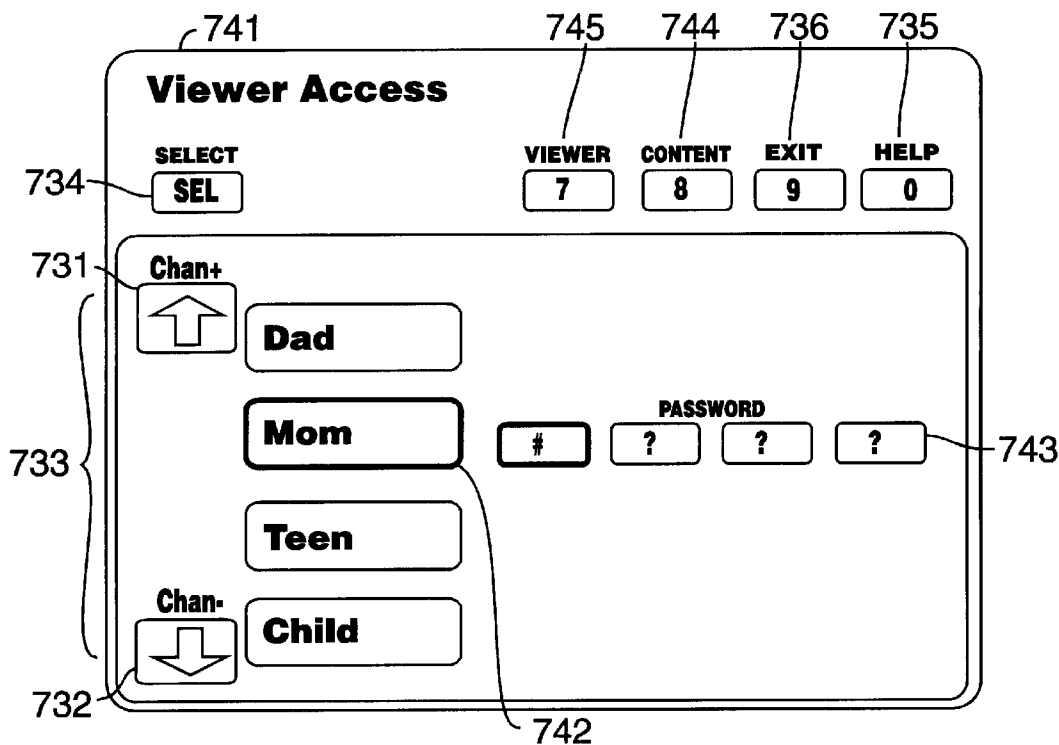 741 745 744 736 735
Viewer Access
SELECT VIEWER CONTENT EXIT HELP
734 SEL 7 8 9 0
731 Chan+
Dad
PASSWORD
733 Mom # ? ? ? 743
Teen
Chan-
Child
732 742